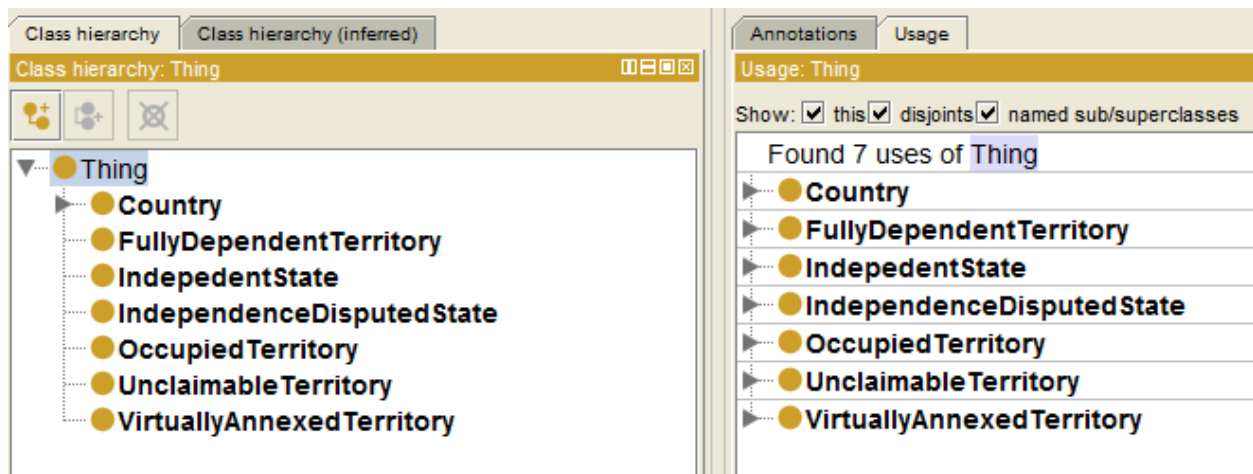 Class hierarchy
Class hierarchy (inferred)
Class hierarchy: Thing
Thing
Country
FullyDependentTerritory
IndepedentState
IndependenceDisputedState
OccupiedTerritory
UnclaimableTerritory
VirtuallyAnnexedTerritory
Annotations
Usage
Usage: Thing
Show: this disjoints named sub/superclasses
Found 7 uses of Thing
Country
FullyDependentTerritory
IndepedentState
IndependenceDisputedState
OccupiedTerritory
UnclaimableTerritory
VirtuallyAnnexedTerritory